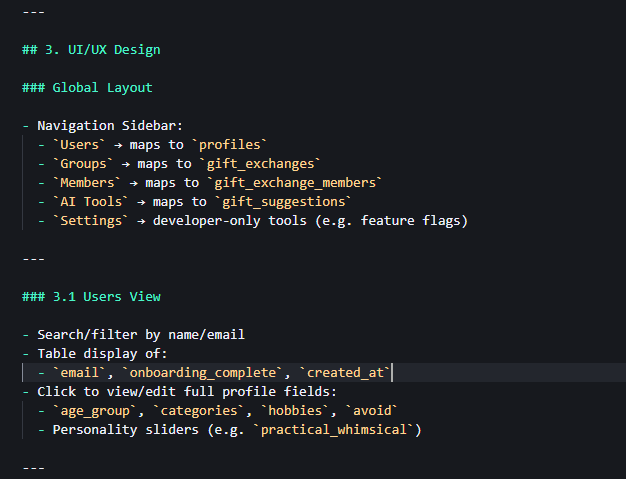 ---
## 3. UI/UX Design
### Global Layout
- Navigation Sidebar:
- `Users` → maps to `profiles`
- `Groups` → maps to `gift_exchanges`
- `Members` → maps to `gift_exchange_members`
- `AI Tools` → maps to `gift_suggestions`
- `Settings` → developer-only tools (e.g. feature flags)
---
### 3.1 Users View
- Search/filter by name/email
- Table display of:
- `email`, `onboarding_complete`, `created_at`
- Click to view/edit full profile fields:
- `age_group`, `categories`, `hobbies`, `avoid`
- Personality sliders (e.g. `practical_whimsical`)
---